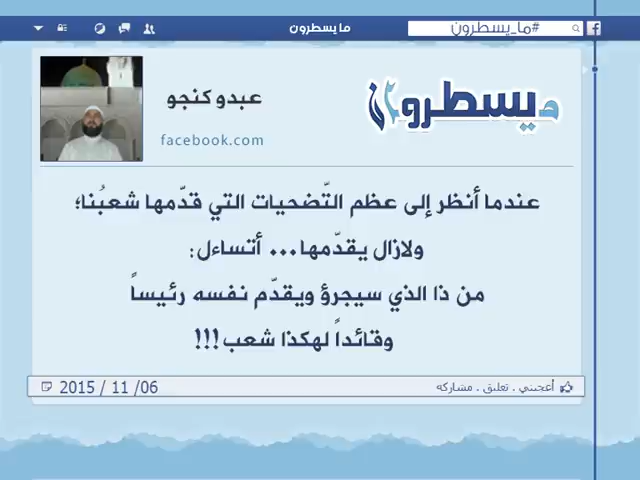 ما يسطرون
#ما_يسطرون
ما يسطرون٢
عبدو كنجو
facebook.com
عندما أنظر إلى عظم التّضحيات التي قدّمها شعبُنا؛
ولازال يقدّمها... أتساءل:
من ذا الذي سيجرؤ ويقدّم نفسه رئيساً
وقائداً لهكذا شعب!!!
أعجبني . تعليق . مشاركه
2015 / 11 /06